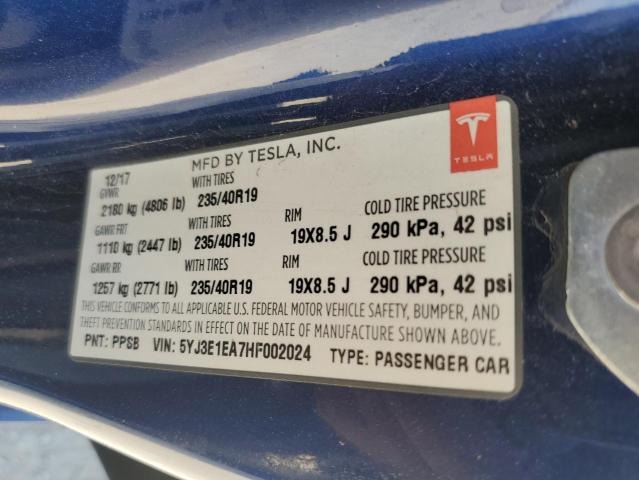 MFD BY TESLA, INC.
TESLA
12/17
GVWR WITH TIRES
2180 kg (4806 lb) 235/40R19
GAWR FRT WITH TIRES RIM COLD TIRE PRESSURE
1110 kg (2447 lb) 235/40R19 19X8.5 J 290 kPa, 42 psi
GAWR RR WITH TIRES RIM COLD TIRE PRESSURE
1257 kg (2771 lb) 235/40R19 19X8.5 J 290 kPa, 42 psi
THIS VEHICLE CONFORMS TO ALL APPLICABLE U.S. FEDERAL MOTOR VEHICLE SAFETY, BUMPER, AND
THEFT PREVENTION STANDARDS IN EFFECT ON THE DATE OF MANUFACTURE SHOWN ABOVE.
PNT: PPSB VIN: 5YJ3E1EA7HF002024 TYPE: PASSENGER CAR